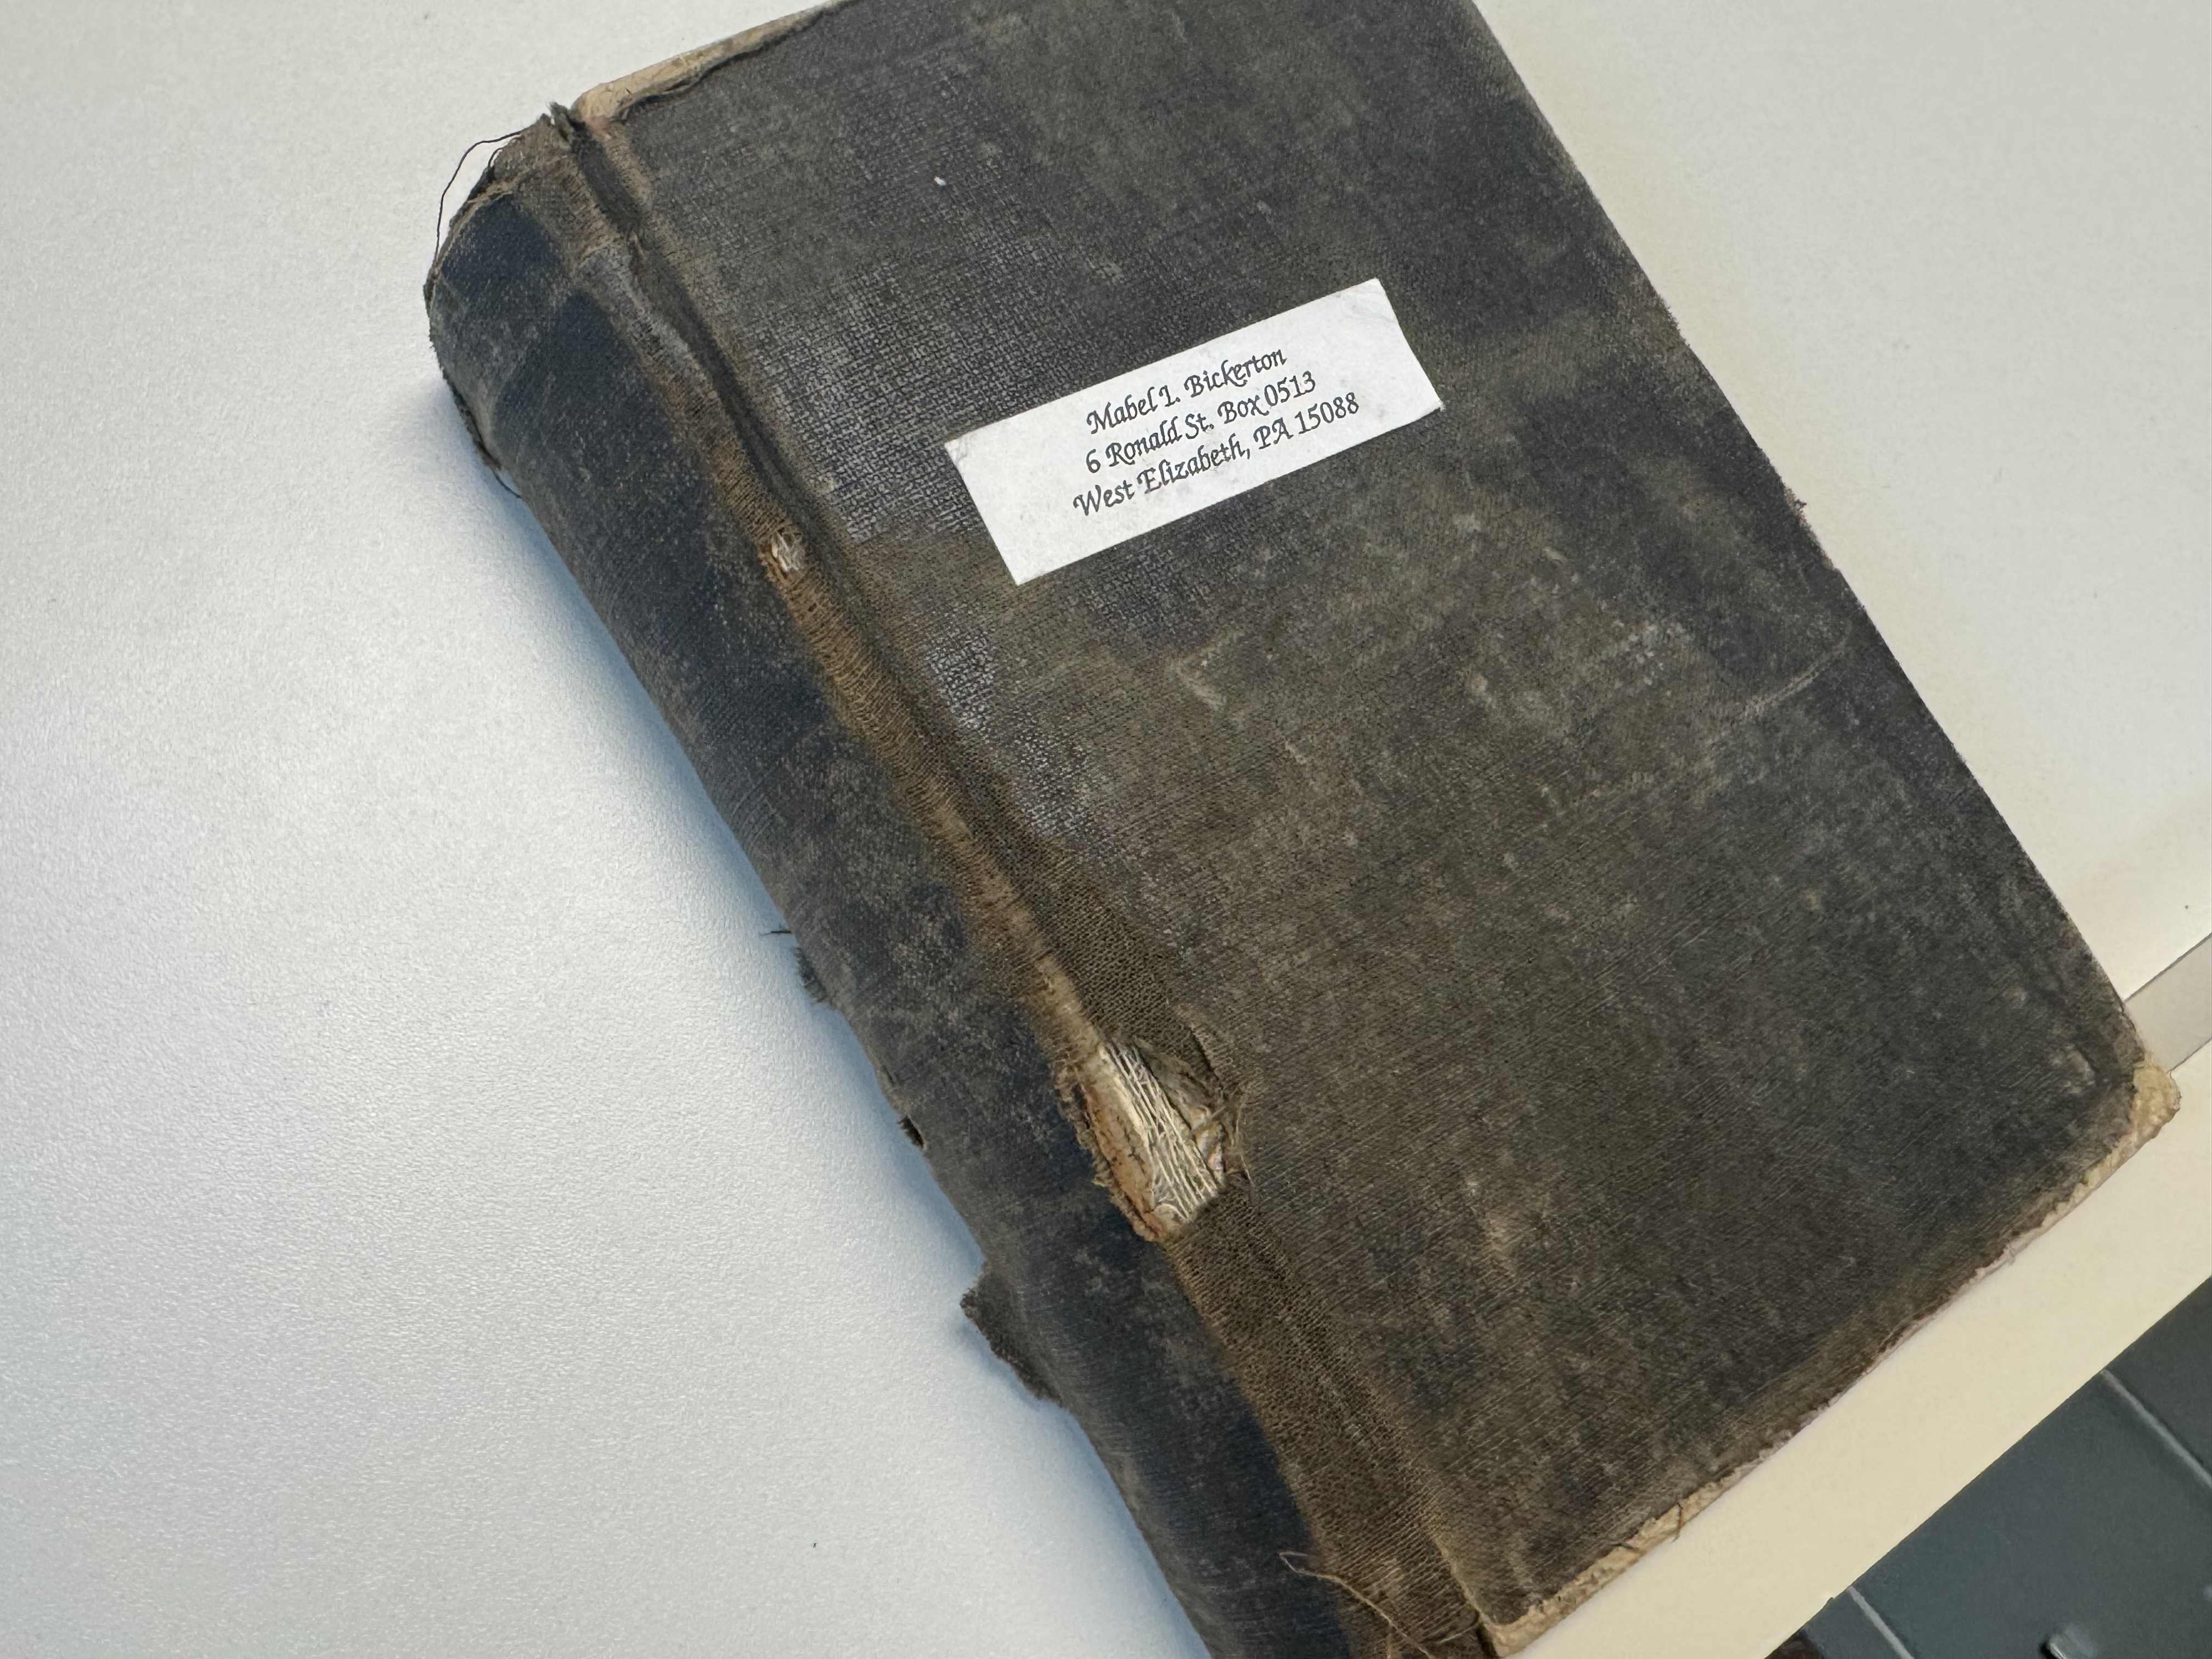 Mabel L. Bickerton
6 Ronald St. Box 0513
West Elizabeth, PA 15088